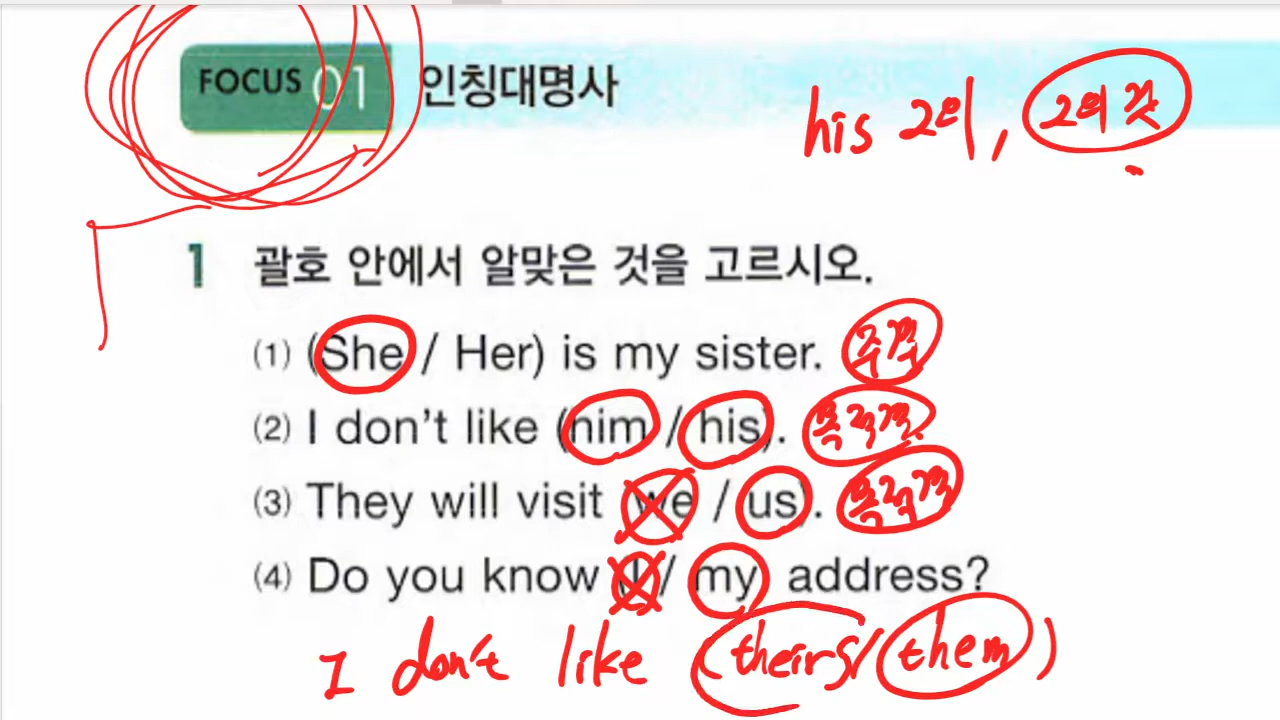 FOCUS 01 인칭대명사
his 그의, 그의 것
1 괄호 안에서 알맞은 것을 고르시오.
(1) (She / Her) is my sister. 주격
(2) I don't like (him / his). 목적격
(3) They will visit (we / us). 목적격
(4) Do you know (I / my) address?
I don't like (theirs/them)